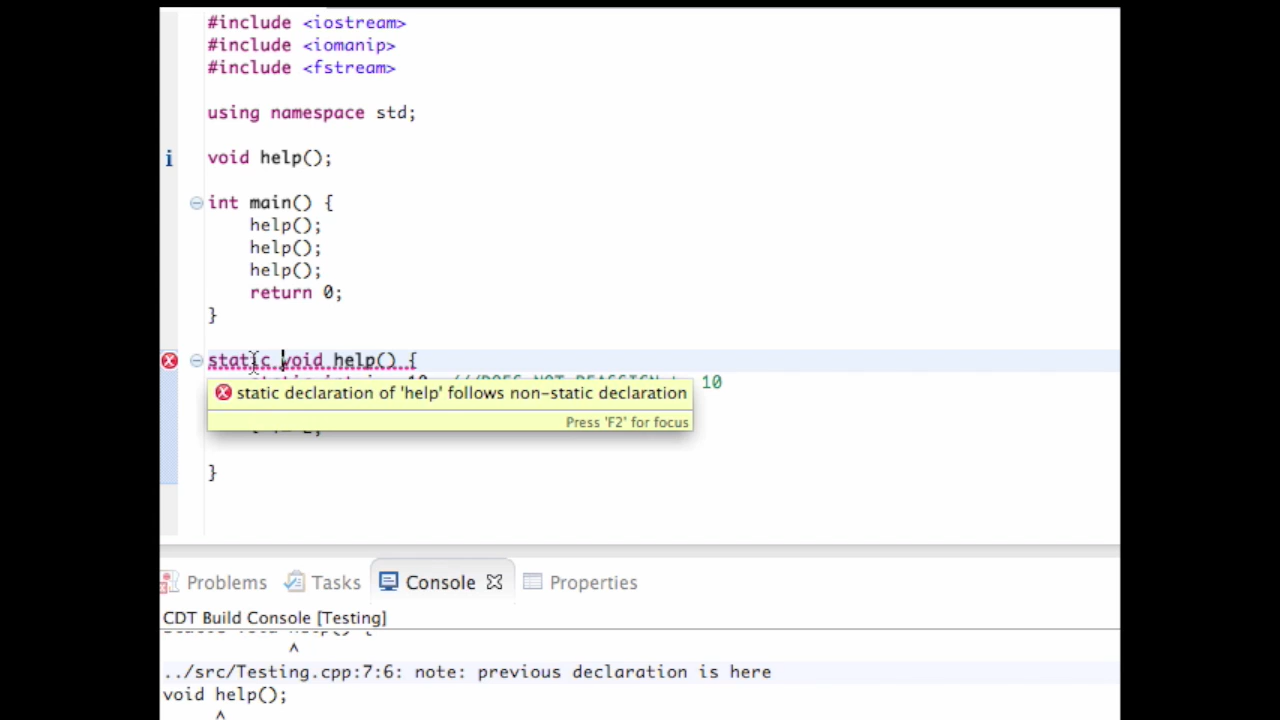 #include <iostream>
#include <iomanip>
#include <fstream>
using namespace std;
i void help();
int main() {
help();
help();
help();
return 0;
}
static void help() {
10
static declaration of 'help' follows non-static declaration
Press 'F2' for focus
}
Problems Tasks Console Properties
CDT Build Console [Testing]
^
../src/Testing.cpp:7:6: note: previous declaration is here
void help();
^